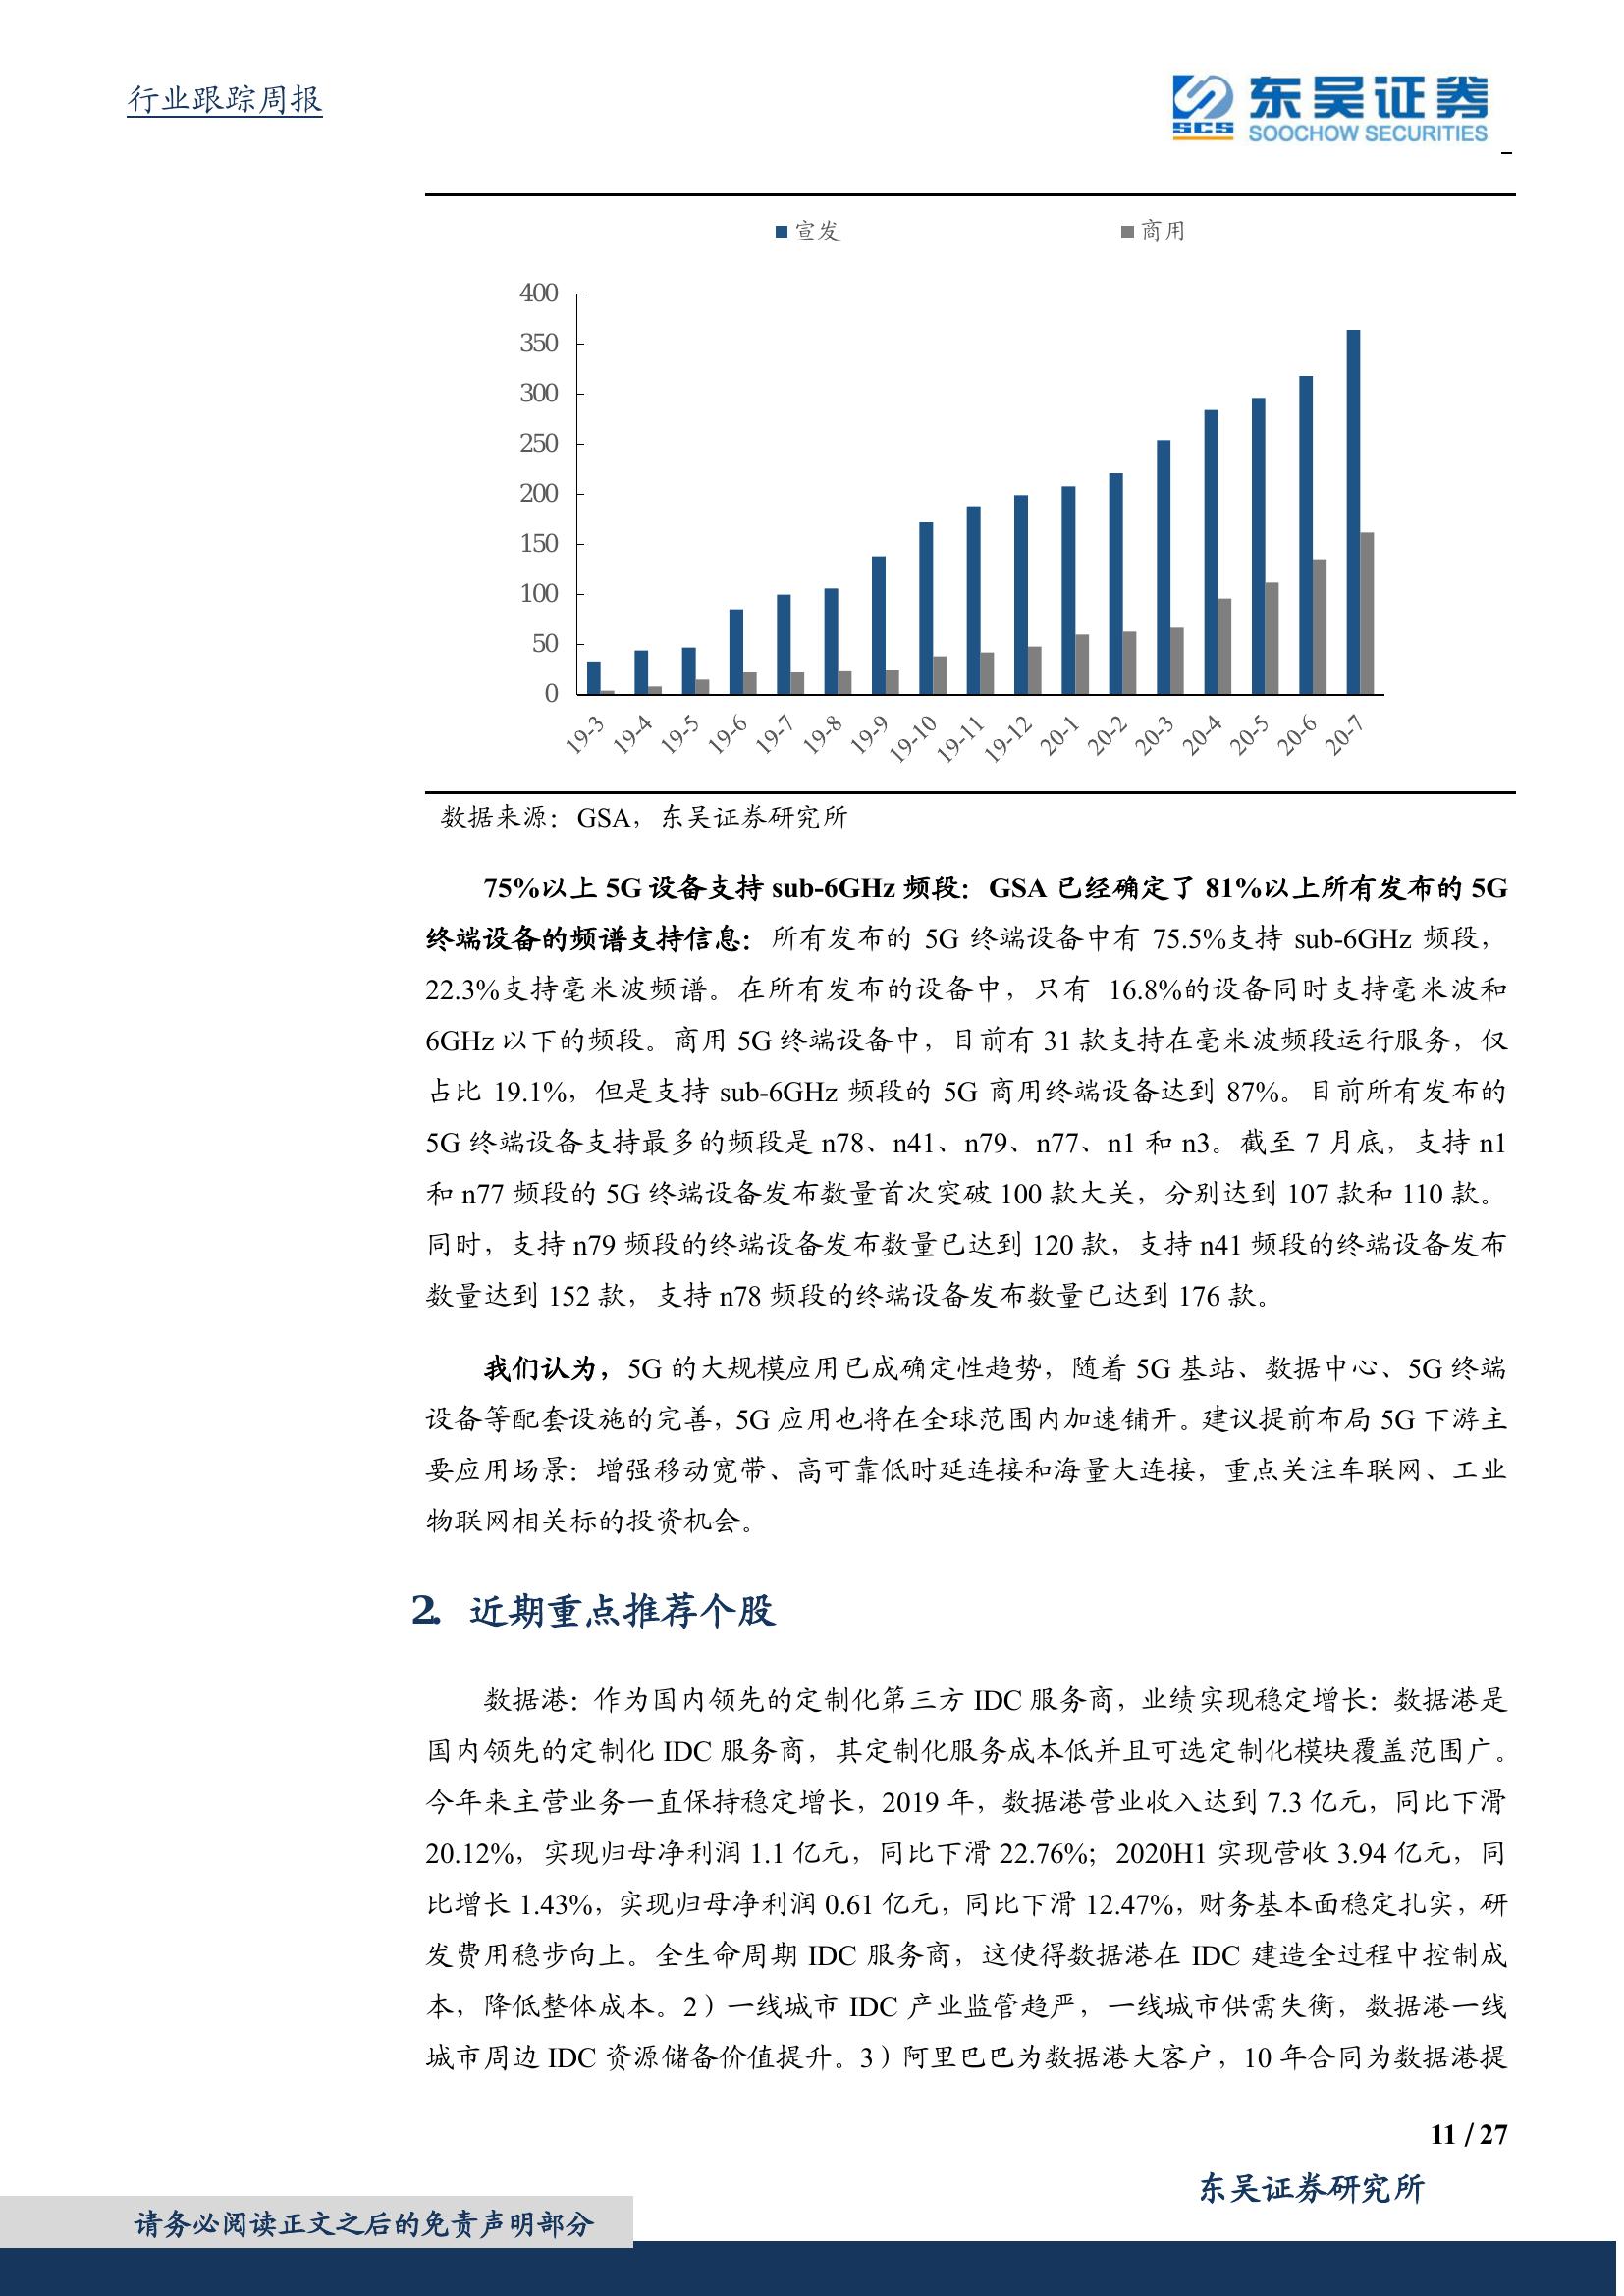 行业跟踪周报
SCS
东吴证券
SOOCHOW SECURITIES
宣发 商用
400
350
300
250
200
150
100
50
0
19-3 19-4 19-5 19-6 19-7 19-8 19-9 19-10 19-11 19-12 20-1 20-2 20-3 20-4 20-5 20-6 20-7
数据来源：GSA，东吴证券研究所
75%以上 5G 设备支持 sub-6GHz 频段：GSA 已经确定了 81%以上所有发布的 5G
终端设备的频谱支持信息：所有发布的 5G 终端设备中有 75.5%支持 sub-6GHz 频段，
22.3%支持毫米波频谱。在所有发布的设备中，只有 16.8%的设备同时支持毫米波和
6GHz 以下的频段。商用 5G 终端设备中，目前有 31 款支持在毫米波频段运行服务，仅
占比 19.1%，但是支持 sub-6GHz 频段的 5G 商用终端设备达到 87%。目前所有发布的
5G 终端设备支持最多的频段是 n78、n41、n79、n77、n1 和 n3。截至 7 月底，支持 n1
和 n77 频段的 5G 终端设备发布数量首次突破 100 款大关，分别达到 107 款和 110 款。
同时，支持 n79 频段的终端设备发布数量已达到 120 款，支持 n41 频段的终端设备发布
数量达到 152 款，支持 n78 频段的终端设备发布数量已达到 176 款。
我们认为，5G 的大规模应用已成确定性趋势，随着 5G 基站、数据中心、5G 终端
设备等配套设施的完善，5G 应用也将在全球范围内加速铺开。建议提前布局 5G 下游主
要应用场景：增强移动宽带、高可靠低时延连接和海量大连接，重点关注车联网、工业
物联网相关标的投资机会。
2. 近期重点推荐个股
数据港：作为国内领先的定制化第三方 IDC 服务商，业绩实现稳定增长：数据港是
国内领先的定制化 IDC 服务商，其定制化服务成本低并且可选定制化模块覆盖范围广。
今年来主营业务一直保持稳定增长，2019 年，数据港营业收入达到 7.3 亿元，同比下滑
20.12%，实现归母净利润 1.1 亿元，同比下滑 22.76%；2020H1 实现营收 3.94 亿元，同
比增长 1.43%，实现归母净利润 0.61 亿元，同比下滑 12.47%，财务基本面稳定扎实，研
发费用稳步向上。全生命周期 IDC 服务商，这使得数据港在 IDC 建造全过程中控制成
本，降低整体成本。2）一线城市 IDC 产业监管趋严，一线城市供需失衡，数据港一线
城市周边 IDC 资源储备价值提升。3）阿里巴巴为数据港大客户，10 年合同为数据港提
11 / 27
东吴证券研究所
请务必阅读正文之后的免责声明部分